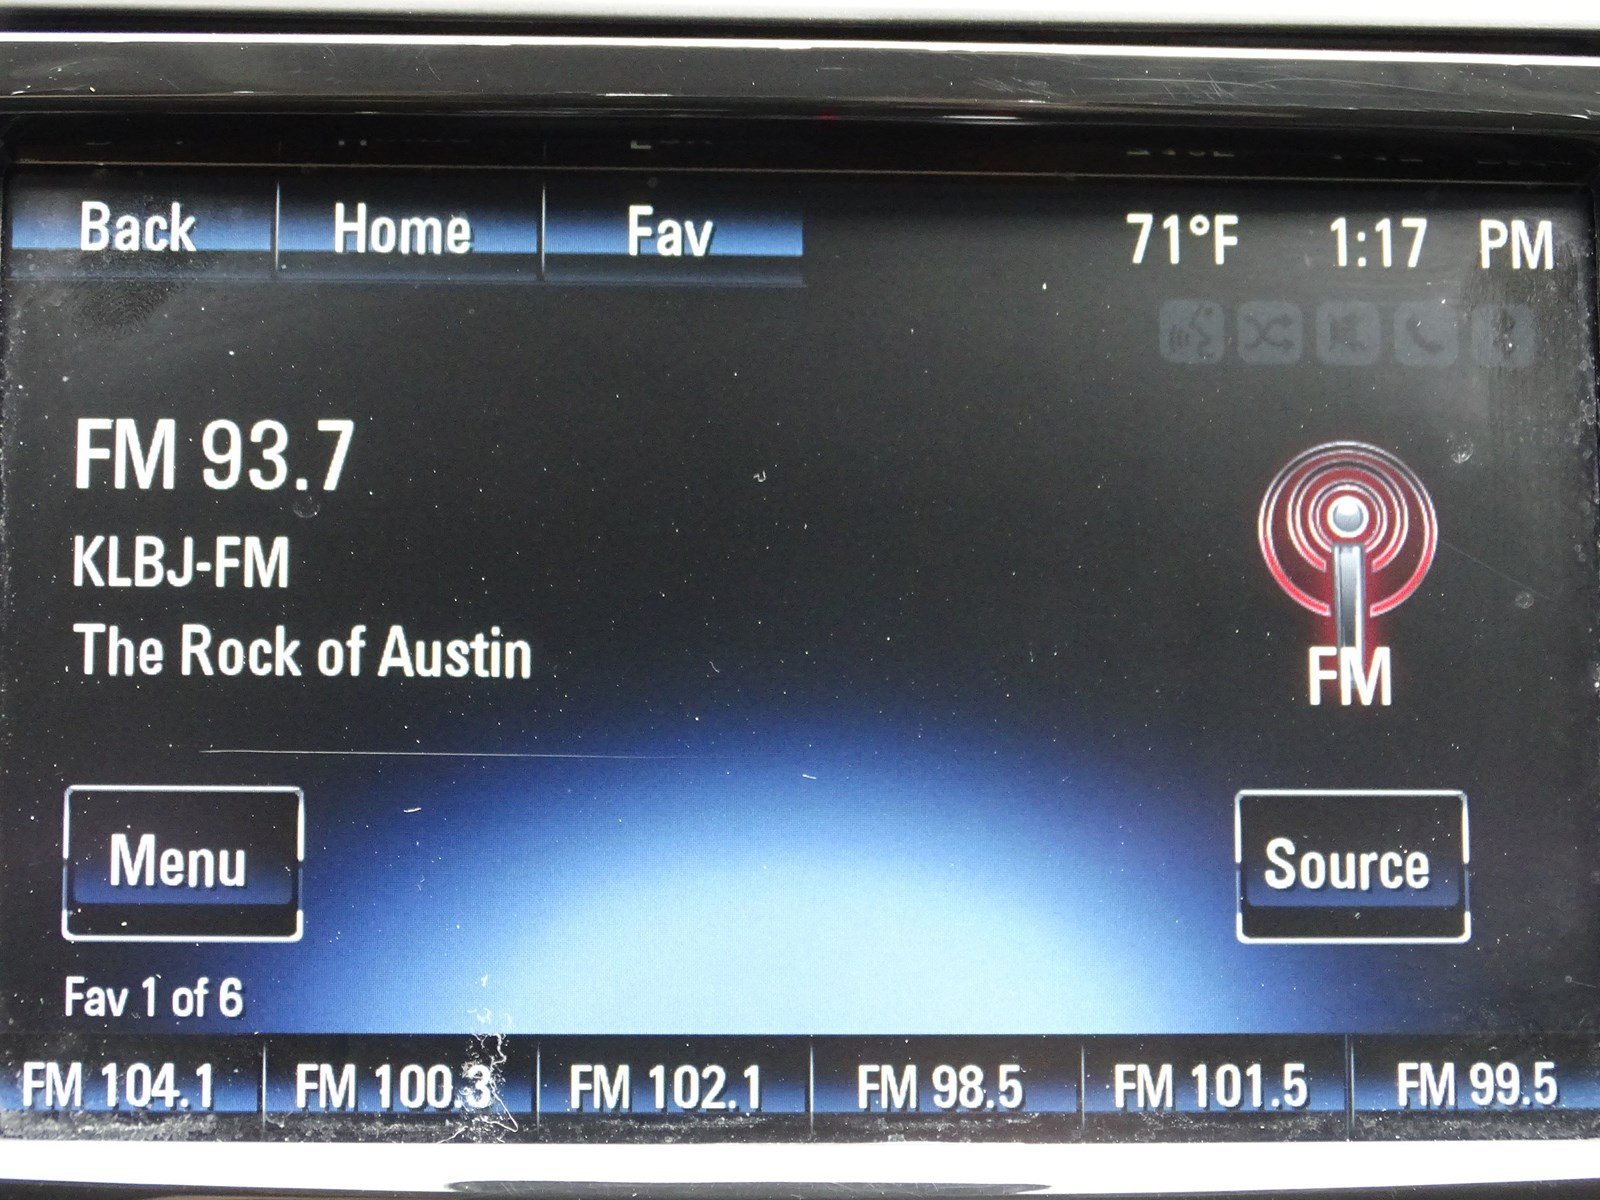 Back Home Fav 71°F 1:17 PM
FM 93.7
KLBJ-FM
The Rock of Austin
FM
Menu Source
Fav 1 of 6
FM 104.1 FM 100.3 FM 102.1 FM 98.5 FM 101.5 FM 99.5